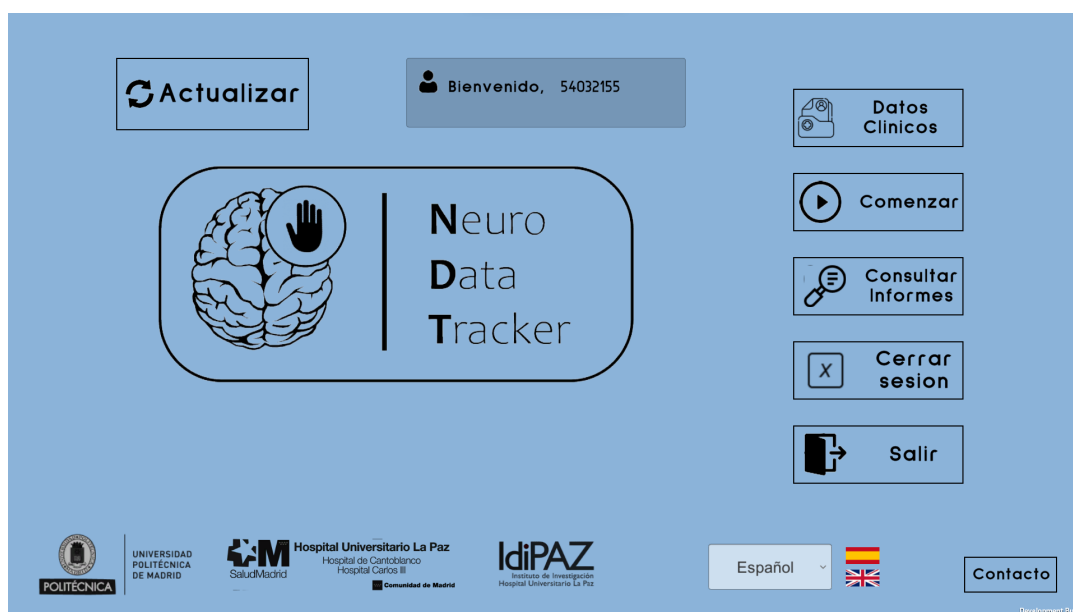 Actualizar
Bienvenido, 54032155
Datos
Clinicos
Neuro
Data
Tracker
Comenzar
Consultar
Informes
X
Cerrar
sesion
Salir
POLITÉCNICA
UNIVERSIDAD
POLITÉCNICA
DE MADRID
SaludMadrid
Hospital Universitario La Paz
Hospital de Cantoblanco
Hospital Carlos III
Comunidad de Madrid
IdiPAZ
Instituto de Investigación
Hospital Universitario La Paz
Español
Contacto